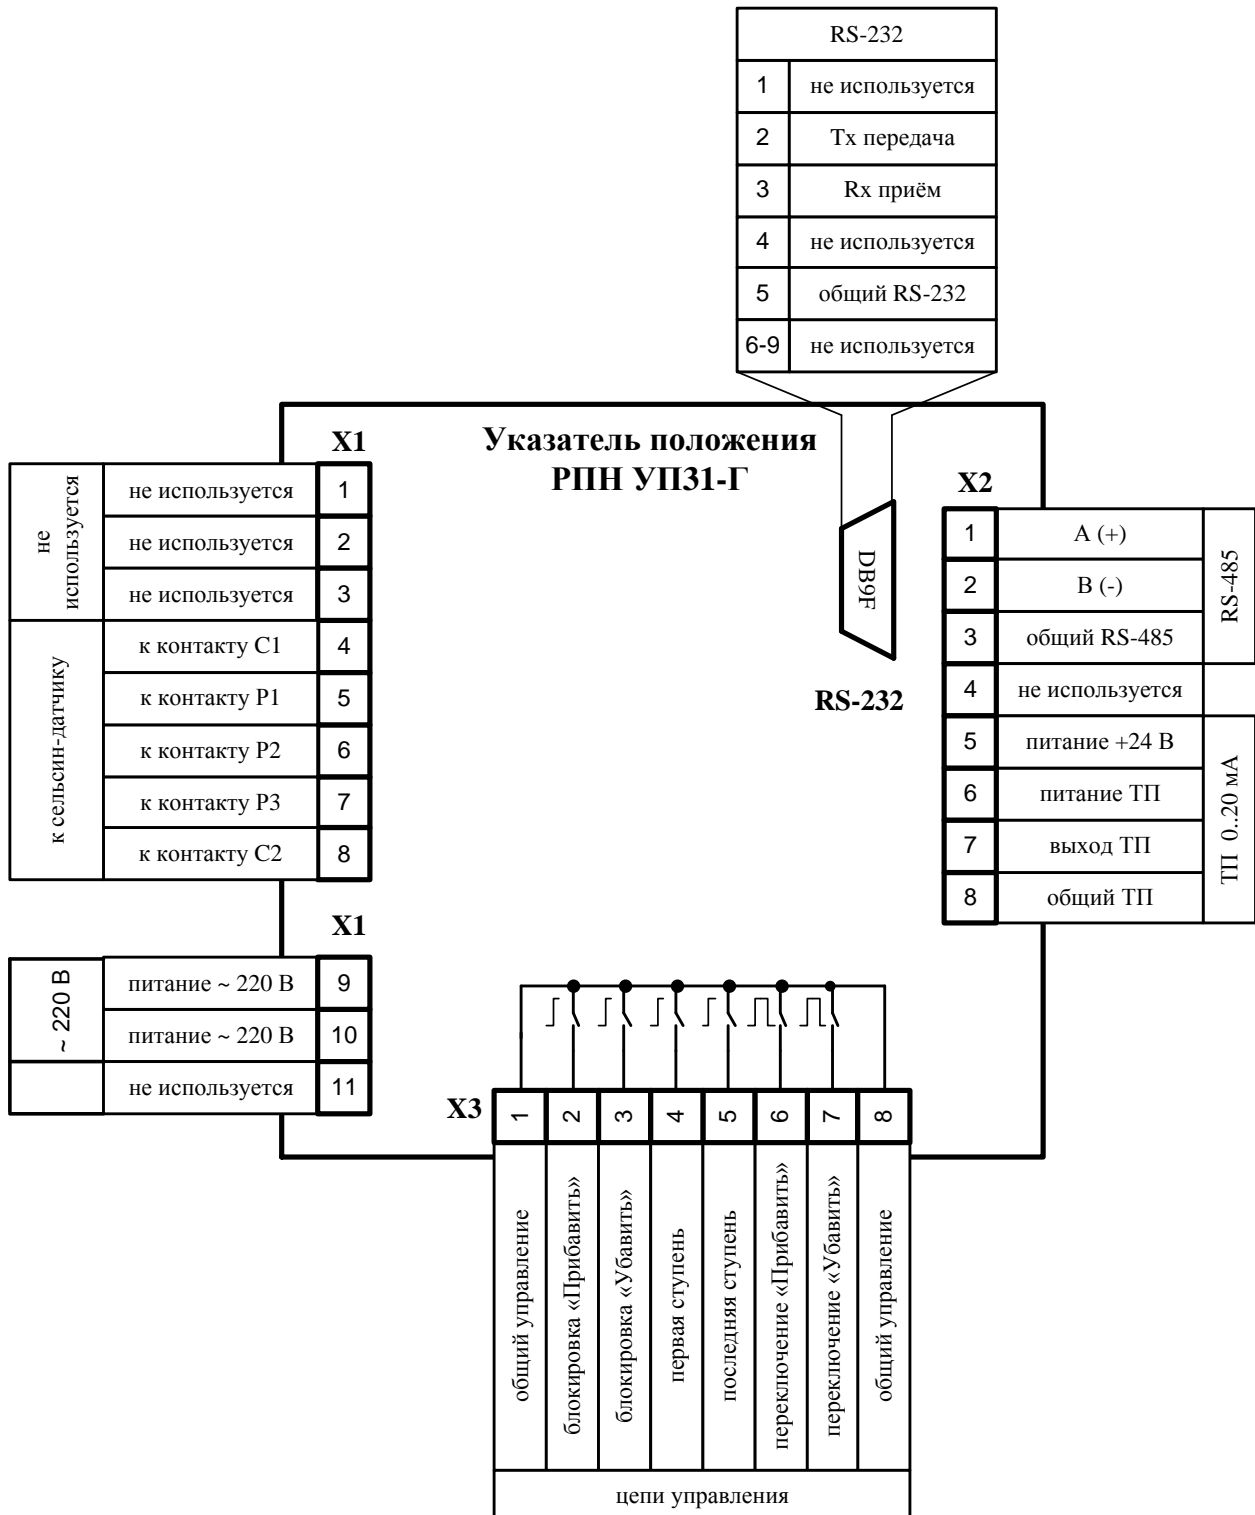 RS-232
1 не используется
2 Тх передача
3 Rx приём
4 не используется
5 общий RS-232
6-9 не используется
Указатель положения
РПН УП31-Г
X1
не
используется
не используется 1
не используется 2
не используется 3
к сельсин-датчику
к контакту С1 4
к контакту Р1 5
к контакту Р2 6
к контакту Р3 7
к контакту С2 8
X1
~ 220 В
питание ~ 220 В 9
питание ~ 220 В 10
не используется 11
DB9F
RS-232
X2
1 А (+)
2 В (-)
3 общий RS-485
RS-485
4 не используется
5 питание +24 В
6 питание ТП
7 выход ТП
8 общий ТП
ТП 0..20 мА
X3
1 общий управление
2 блокировка «Прибавить»
3 блокировка «Убавить»
4 первая ступень
5 последняя ступень
6 переключение «Прибавить»
7 переключение «Убавить»
8 общий управление
цепи управления